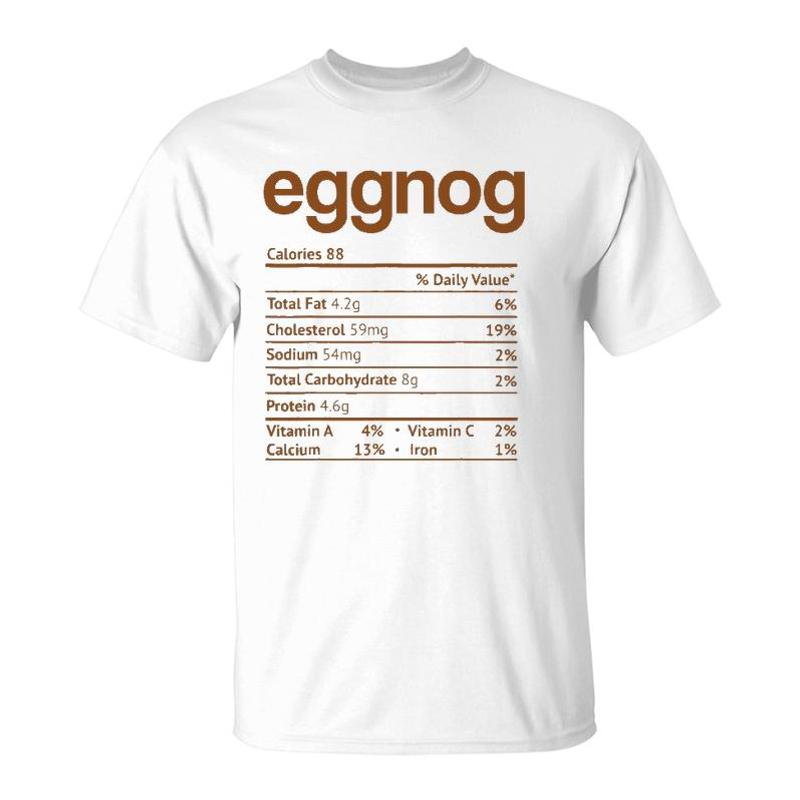 eggnog
Calories 88
% Daily Value*
Total Fat 4.2g 6%
Cholesterol 59mg 19%
Sodium 54mg 2%
Total Carbohydrate 8g 2%
Protein 4.6g
Vitamin A 4% • Vitamin C 2%
Calcium 13% • Iron 1%